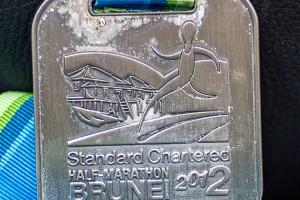 Standard Chartered
HALF-MARATHON
BRUNEI 2012